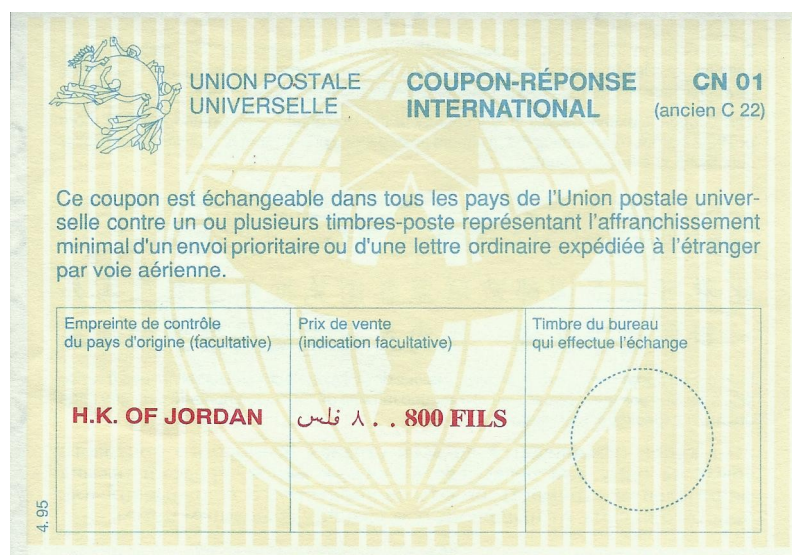 UNION POSTALE
UNIVERSELLE
COUPON-RÉPONSE
INTERNATIONAL
CN 01
(ancien C 22)
Ce coupon est échangeable dans tous les pays de l'Union postale univer-
selle contre un ou plusieurs timbres-poste représentant l'affranchissement
minimal d'un envoi prioritaire ou d'une lettre ordinaire expédiée à l'étranger
par voie aérienne.
Empreinte de contrôle
du pays d'origine (facultative)
Prix de vente
(indication facultative)
Timbre du bureau
qui effectue l'échange
H.K. OF JORDAN
٨٠٠ فلس 800 FILS
4. 95